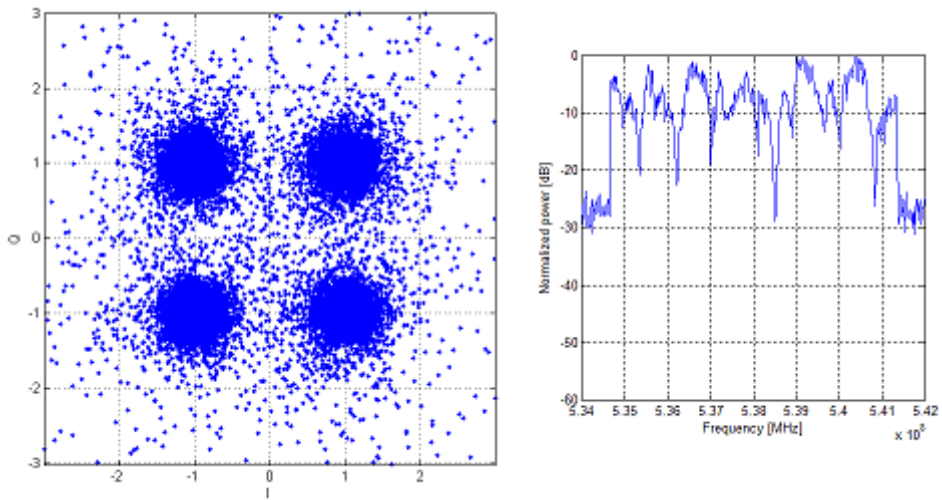 3
2
1
0
-1
-2
-3
Q
-2 -1 0 1 2
I
0
-10
-20
-30
-40
-50
-60
Normalized power [dB]
5.34 5.35 5.36 5.37 5.38 5.39 5.4 5.41 5.42
Frequency [MHz]
x 10⁸